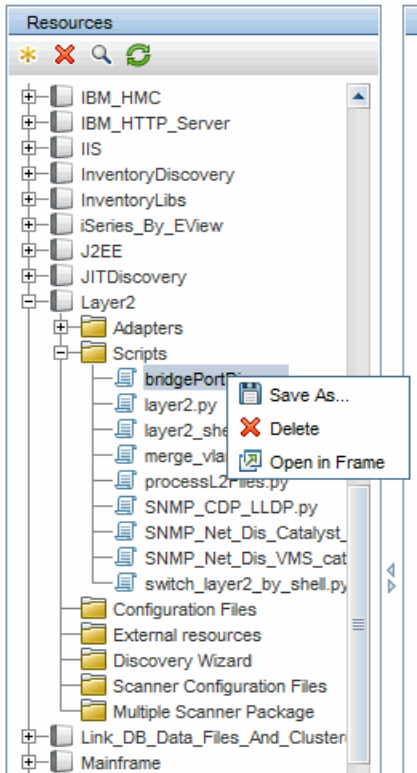 Resources
IBM_HMC
IBM_HTTP_Server
IIS
InventoryDiscovery
InventoryLibs
iSeries_By_EView
J2EE
JITDiscovery
Layer2
Adapters
Scripts
bridgePortDi
Save As...
layer2.py
layer2_she
Delete
merge_vla
Open in Frame
processL2Files.py
SNMP_CDP_LLDP.py
SNMP_Net_Dis_Catalyst_
SNMP_Net_Dis_VMS_cat
switch_layer2_by_shell.py
Configuration Files
External resources
Discovery Wizard
Scanner Configuration Files
Multiple Scanner Package
Link_DB_Data_Files_And_Cluster
Mainframe